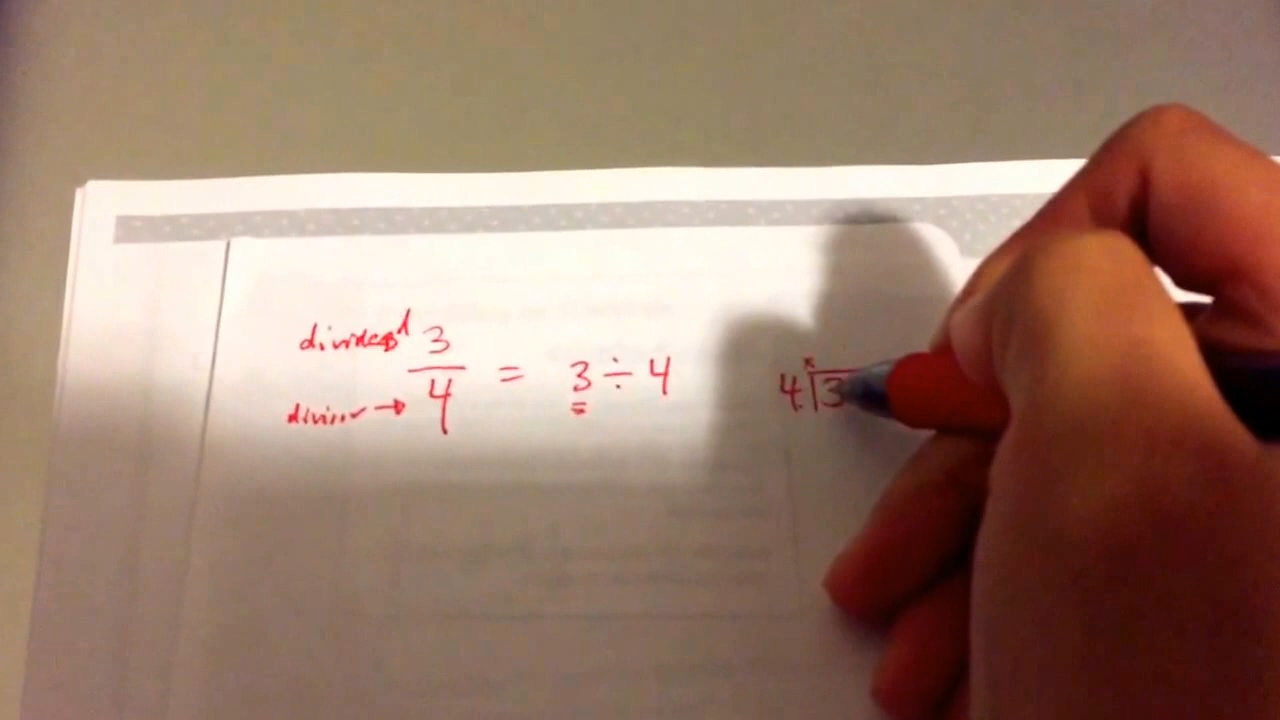 dividend 3/4 = 3 ÷ 4
divisor → 
4 3